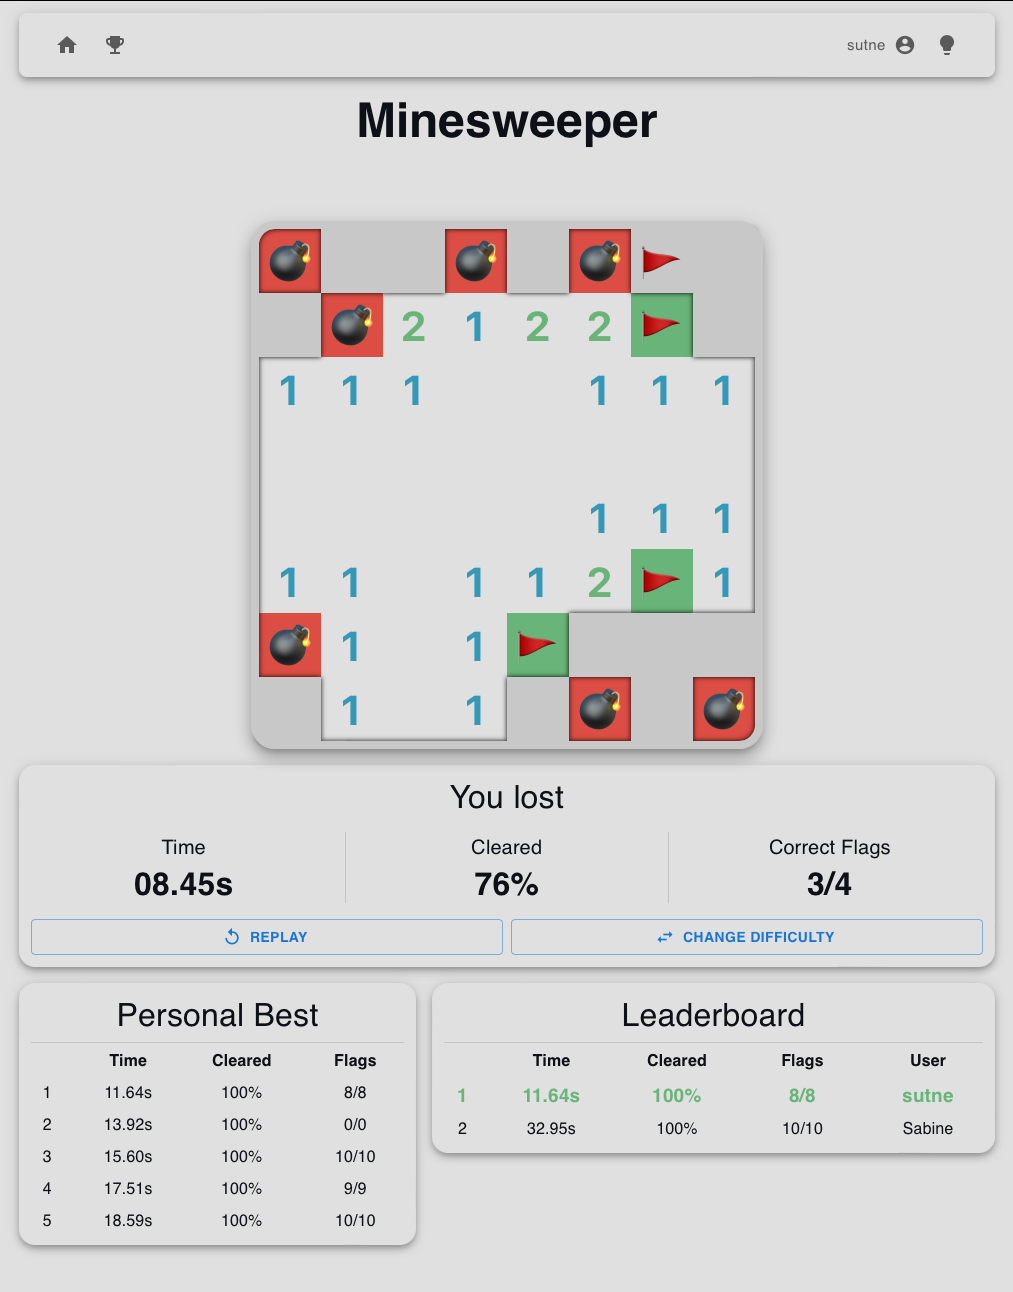 sutne
Minesweeper
2 1 2 2
1 1 1 1 1 1
1 1 1
1 1 1 1 2 1
1 1
1 1
You lost
Time Cleared Correct Flags
08.45s 76% 3/4
REPLAY CHANGE DIFFICULTY
Personal Best
Time Cleared Flags
1 11.64s 100% 8/8
2 13.92s 100% 0/0
3 15.60s 100% 10/10
4 17.51s 100% 9/9
5 18.59s 100% 10/10
Leaderboard
Time Cleared Flags User
1 11.64s 100% 8/8 sutne
2 32.95s 100% 10/10 Sabine